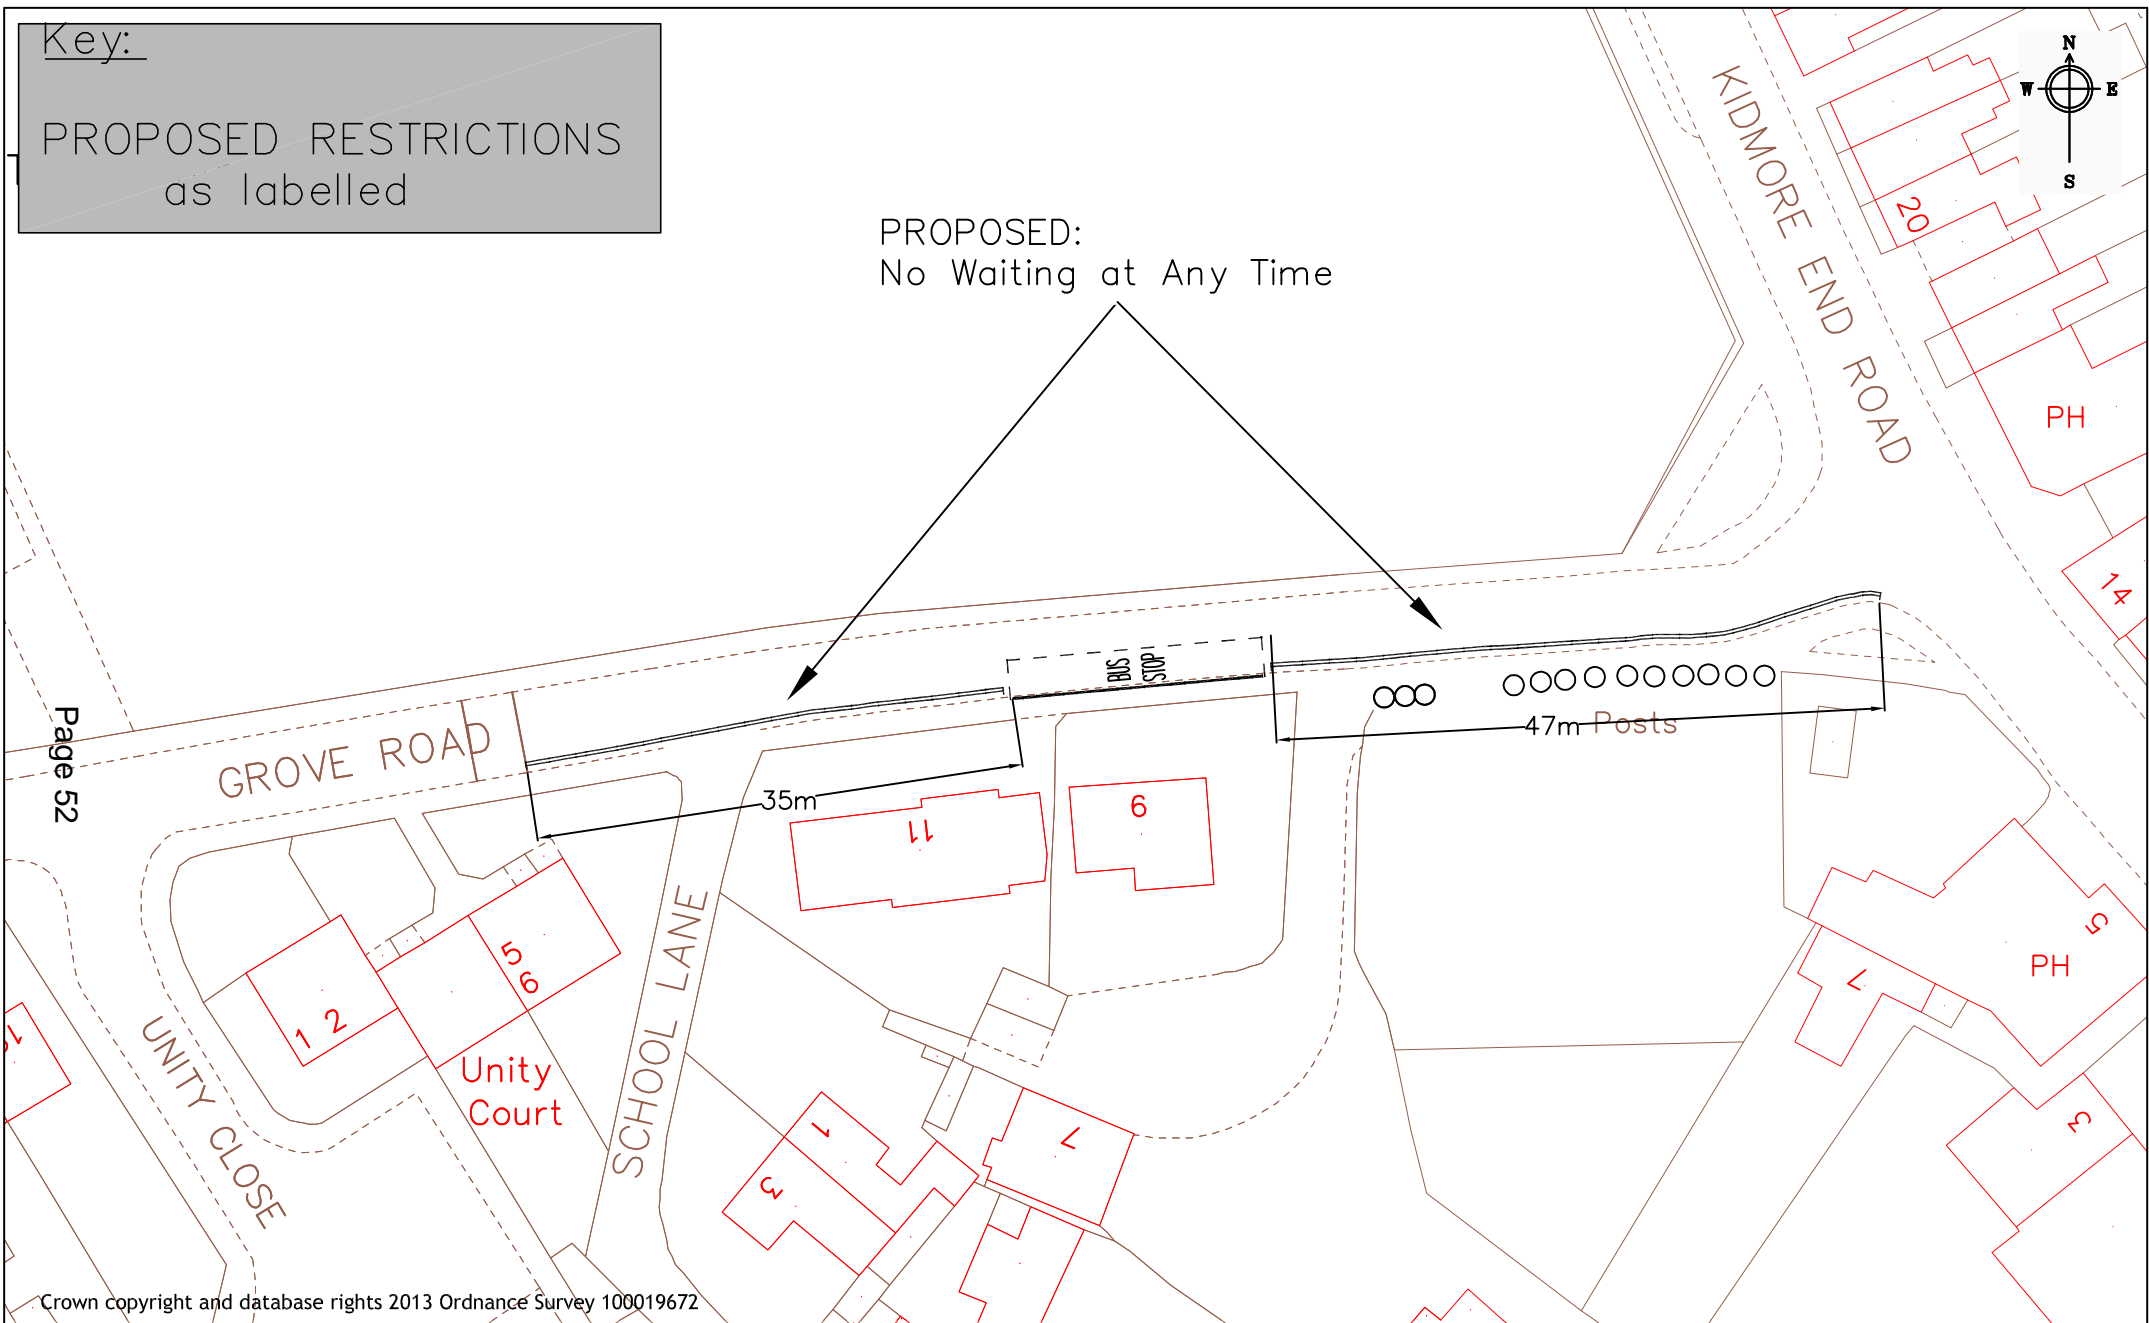 Key:
PROPOSED RESTRICTIONS
as labelled
PROPOSED:
No Waiting at Any Time
N
W
E
S
KIDMORE END ROAD
20
PH
14
BUS
STOP
GROVE ROAD
35m
47m
Posts
Page 52
11
9
5
PH
7
3
5
6
1
2
Unity
Court
UNITY CLOSE
SCHOOL LANE
1
3
7
Crown copyright and database rights 2013 Ordnance Survey 100019672